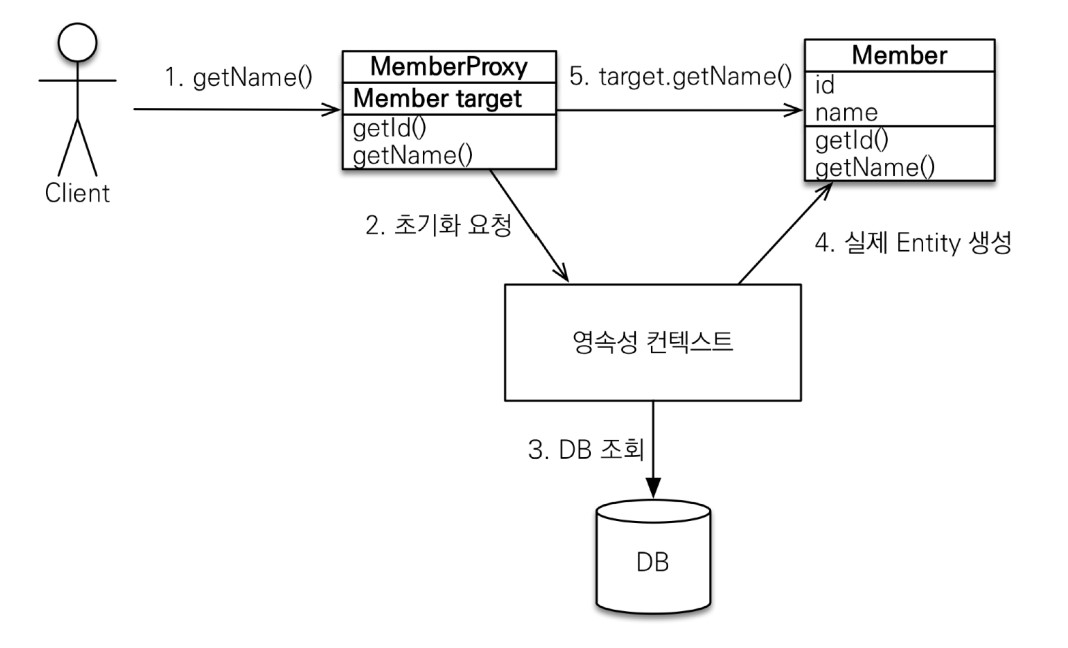 1. getName()
Client
MemberProxy
Member target
getId()
getName()
5. target.getName()
Member
id
name
getId()
getName()
2. 초기화 요청
4. 실제 Entity 생성
영속성 컨텍스트
3. DB 조회
DB